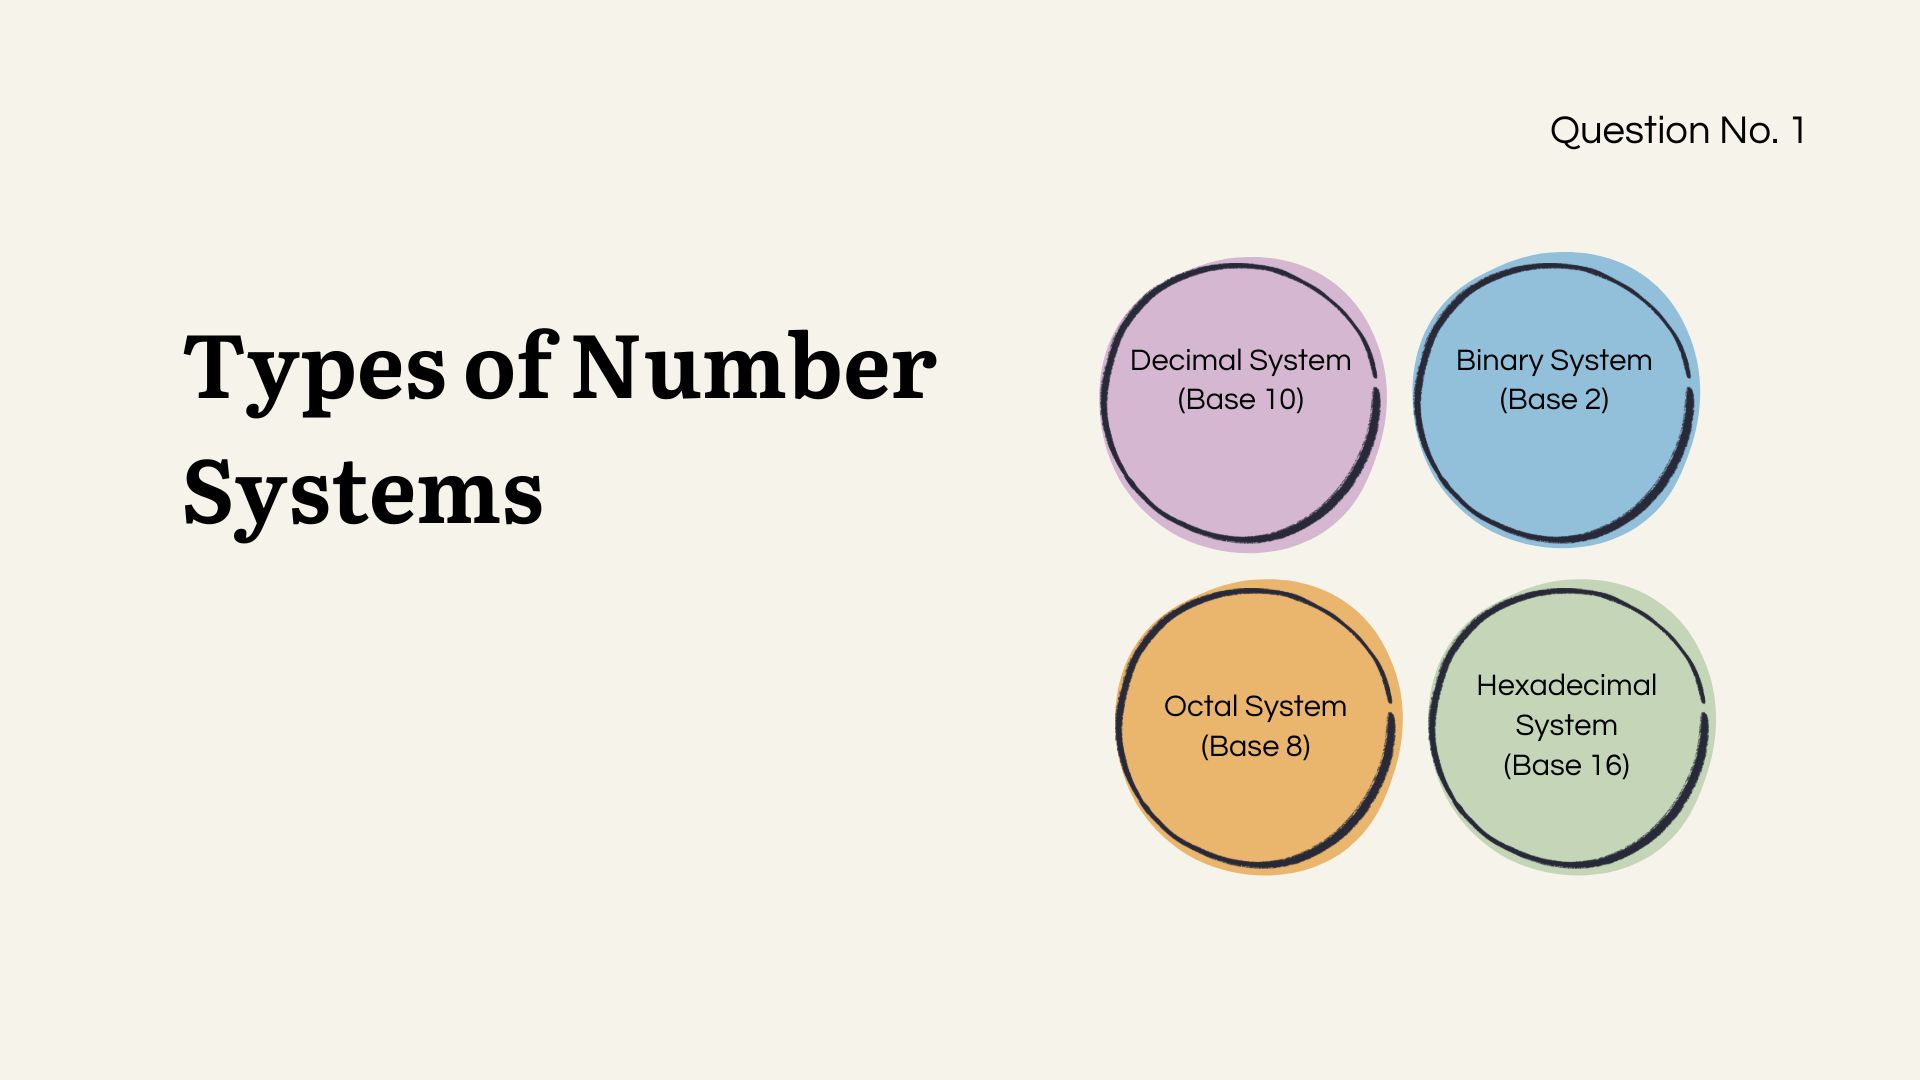 Question No. 1
Types of Number
Systems
Decimal System
(Base 10)
Binary System
(Base 2)
Octal System
(Base 8)
Hexadecimal
System
(Base 16)